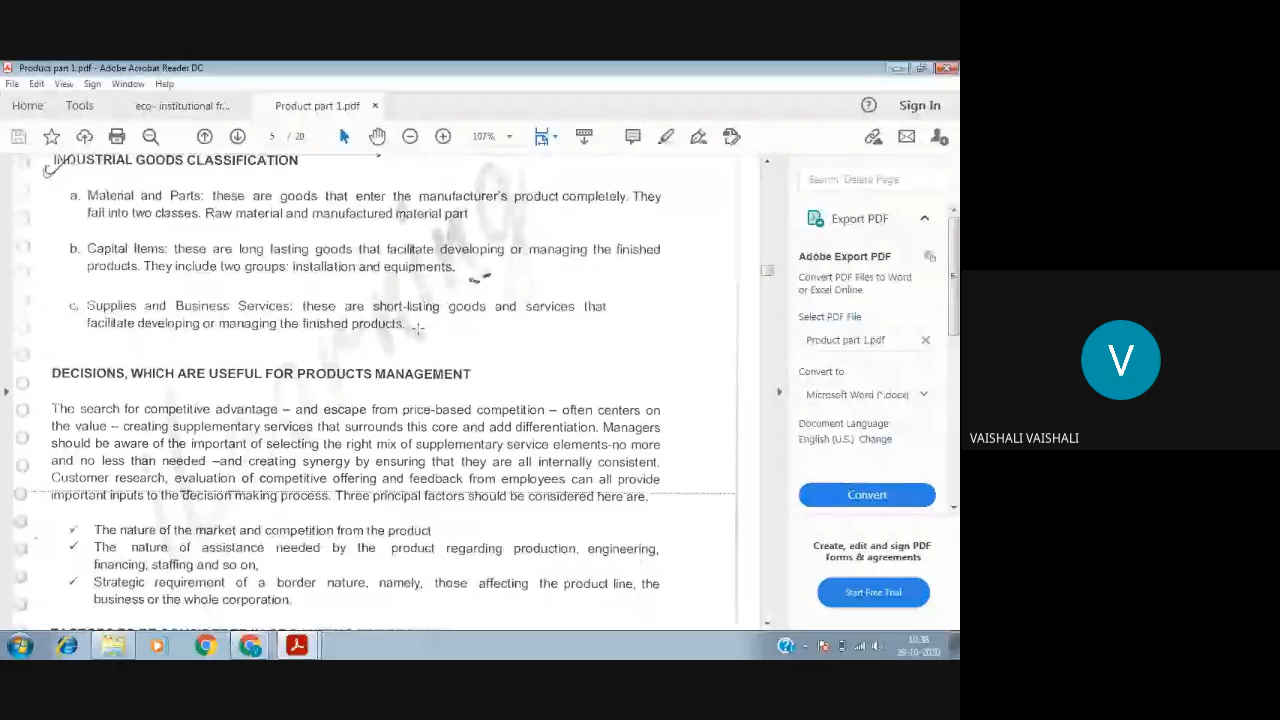 Product part 1.pdf - Adobe Acrobat Reader DC
File Edit View Sign Window Help
Home Tools eco- institutional fr... Product part 1.pdf × Sign In
5 / 20 107%
INDUSTRIAL GOODS CLASSIFICATION
a. Material and Parts: these are goods that enter the manufacturer's product completely. They
fall into two classes. Raw material and manufactured material part
b. Capital Items: these are long lasting goods that facilitate developing or managing the finished
products. They include two groups: installation and equipments.
c. Supplies and Business Services: these are short-listing goods and services that
facilitate developing or managing the finished products.
DECISIONS, WHICH ARE USEFUL FOR PRODUCTS MANAGEMENT
The search for competitive advantage – and escape from price-based competition – often centers on
the value – creating supplementary services that surrounds this core and add differentiation. Managers
should be aware of the important of selecting the right mix of supplementary service elements-no more
and no less than needed –and creating synergy by ensuring that they are all internally consistent.
Customer research, evaluation of competitive offering and feedback from employees can all provide
important inputs to the decision making process. Three principal factors should be considered here are.
✓ The nature of the market and competition from the product
✓ The nature of assistance needed by the product regarding production, engineering,
financing, staffing and so on,
✓ Strategic requirement of a border nature, namely, those affecting the product line, the
business or the whole corporation.
Search 'Delete Page'
Export PDF
Adobe Export PDF
Convert PDF Files to Word
or Excel Online.
Select PDF File
Product part 1.pdf ×
Convert to
Microsoft Word (*.docx)
Document Language:
English (U.S.) Change
Convert
Create, edit and sign PDF
forms & agreements
Start Free Trial
10:38
28-10-2020
V
VAISHALI VAISHALI